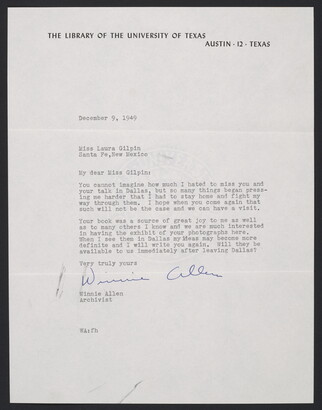 THE LIBRARY OF THE UNIVERSITY OF TEXAS
AUSTIN · 12 · TEXAS
December 9, 1949
Miss Laura Gilpin
Santa Fe,New Mexico
My dear Miss Gilpin:
You cannot imagine how much I hated to miss you and
your talk in Dallas, but so many things began press-
ing me harder that I had to stay home and fight my
way through them. I hope when you come again that
such will not be the case and we can have a visit.
Your book was a source of great joy to me as well
as to many others I know and we are much interested
in having the exhibit of your photographs here.
When I see them in Dallas my ideas may become more
definite and I will write you again. Will they be
available to us immediately after leaving Dallas?
Very truly yours
Winnie Allen
Winnie Allen
Archivist
WA:fh